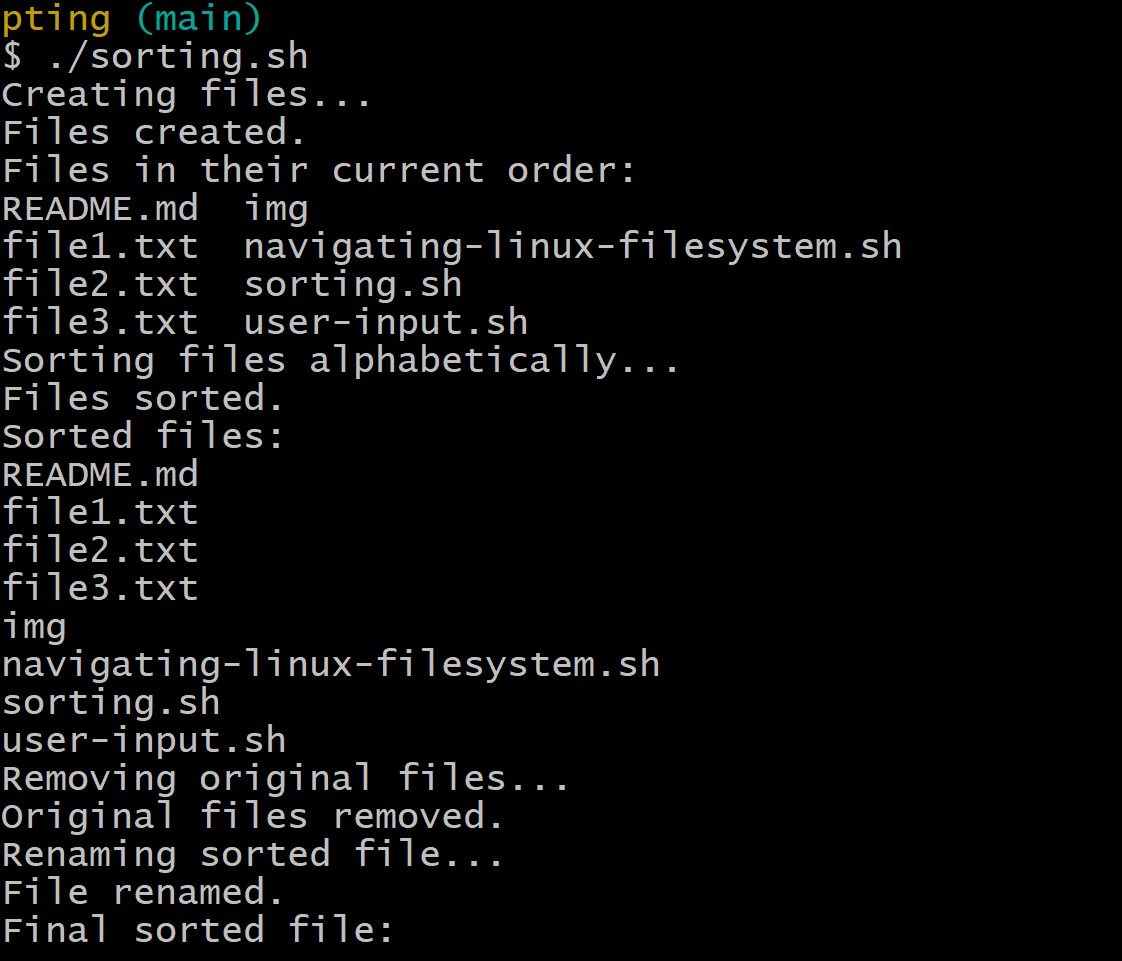 pting (main)
$ ./sorting.sh
Creating files...
Files created.
Files in their current order:
README.md  img
file1.txt  navigating-linux-filesystem.sh
file2.txt  sorting.sh
file3.txt  user-input.sh
Sorting files alphabetically...
Files sorted.
Sorted files:
README.md
file1.txt
file2.txt
file3.txt
img
navigating-linux-filesystem.sh
sorting.sh
user-input.sh
Removing original files...
Original files removed.
Renaming sorted file...
File renamed.
Final sorted file: